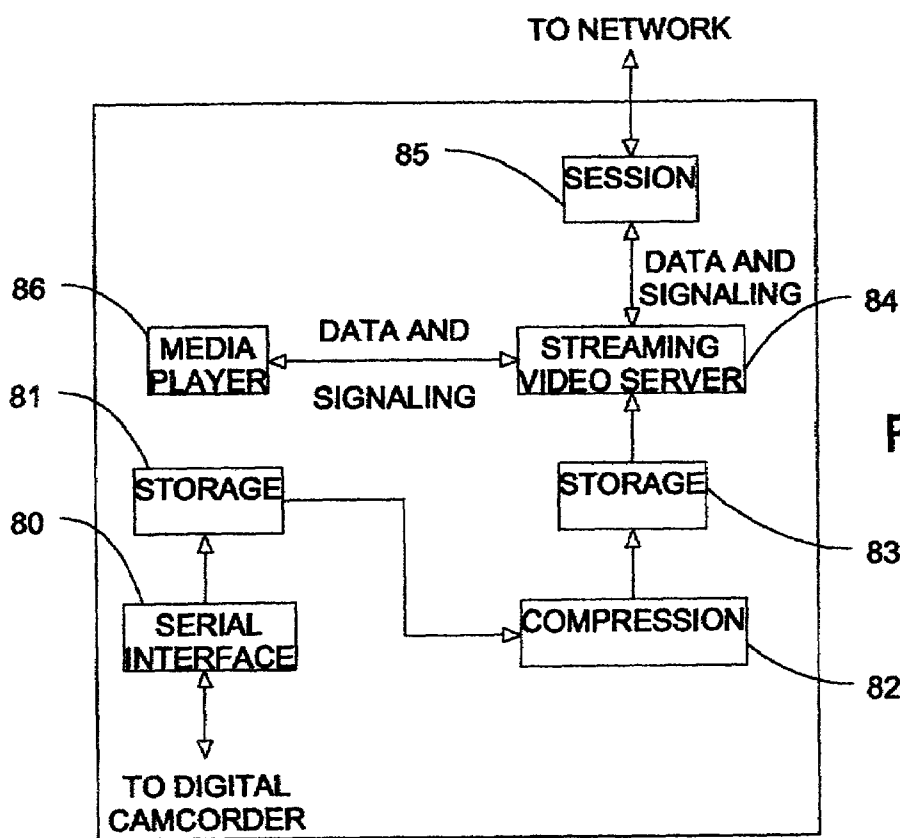 TO NETWORK
85
SESSION
DATA AND
SIGNALING
84
86
MEDIA
PLAYER
DATA AND
SIGNALING
STREAMING
VIDEO SERVER
81
STORAGE
STORAGE
83
80
SERIAL
INTERFACE
COMPRESSION
82
TO DIGITAL
CAMCORDER